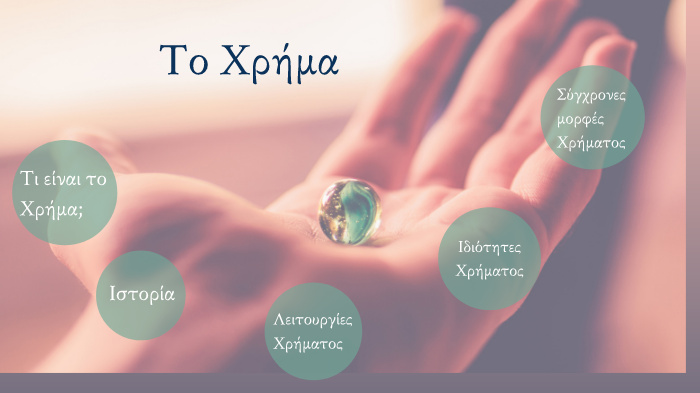 Το Χρήμα
Τι είναι το
Χρήμα;
Ιστορία
Λειτουργίες
Χρήματος
Ιδιότητες
Χρήματος
Σύγχρονες
μορφές
Χρήματος